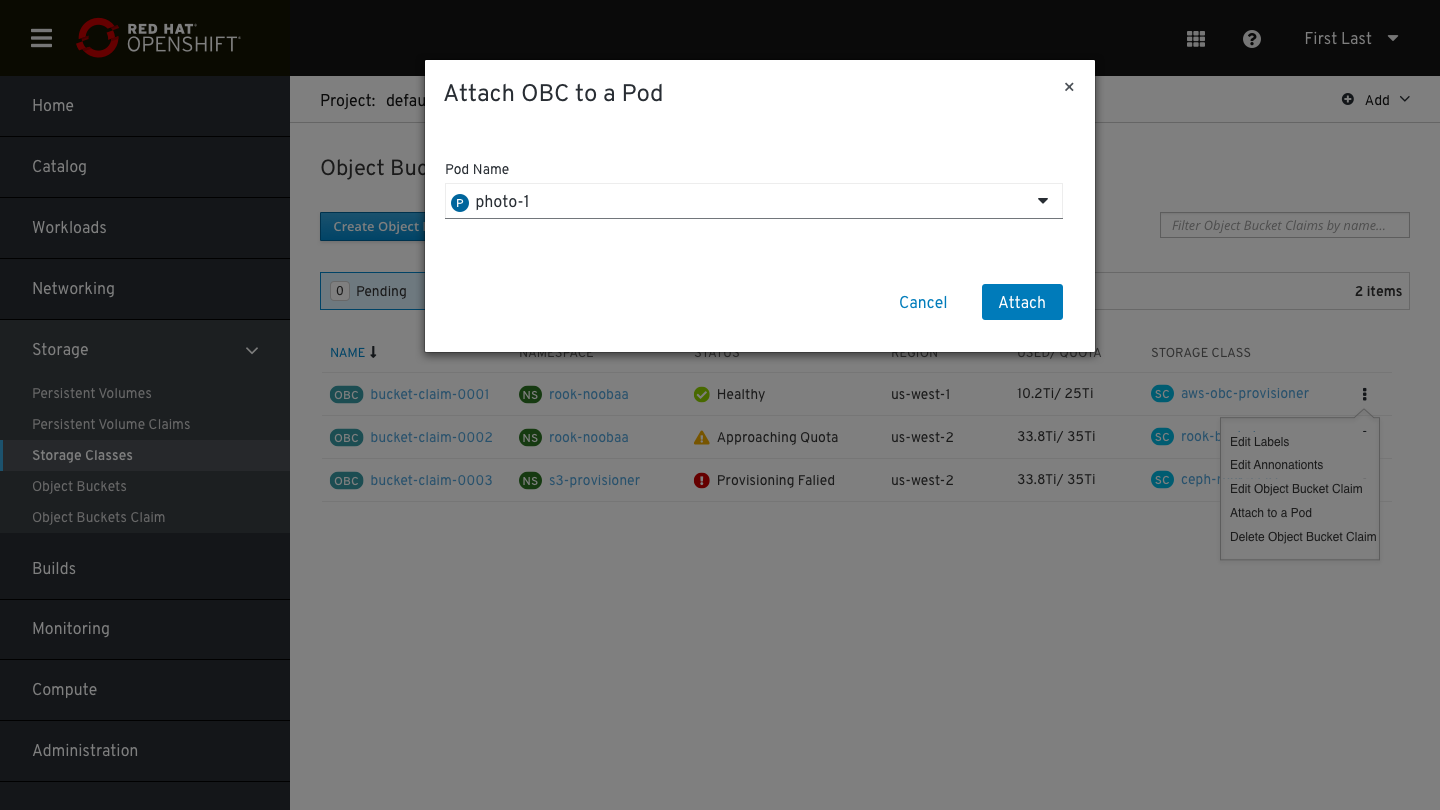 RED HAT
OPENSHIFT
First Last
Home
Catalog
Workloads
Networking
Storage
Persistent Volumes
Persistent Volume Claims
Storage Classes
Object Buckets
Object Buckets Claim
Builds
Monitoring
Compute
Administration
Project: defau
Add
Object Buc
Create Object
Filter Object Bucket Claims by name...
0 Pending
2 items
Attach OBC to a Pod
×
Pod Name
P photo-1
Cancel Attach
NAME NAMESPACE STATUS REGION USED/ QUOTA STORAGE CLASS
OBC bucket-claim-0001 NS rook-noobaa Healthy us-west-1 10.2Ti/ 25Ti SC aws-obc-provisioner
OBC bucket-claim-0002 NS rook-noobaa Approaching Quota us-west-2 33.8Ti/ 35Ti SC rook-b
OBC bucket-claim-0003 NS s3-provisioner Provisioning Falied us-west-2 33.8Ti/ 35Ti SC ceph-r
Edit Labels
Edit Annonationts
Edit Object Bucket Claim
Attach to a Pod
Delete Object Bucket Claim